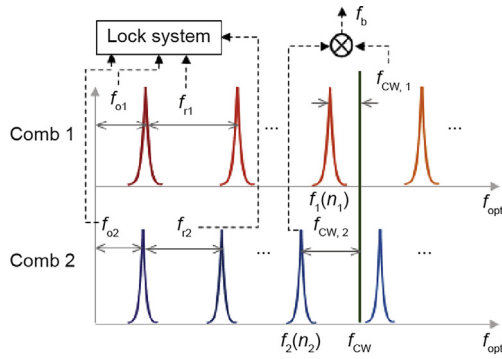 Lock system
f_b
f_o1
f_r1
f_CW, 1
Comb 1
...
...
f_1(n_1)
f_opt
f_o2
f_r2
f_CW, 2
Comb 2
...
...
f_2(n_2)
f_CW
f_opt